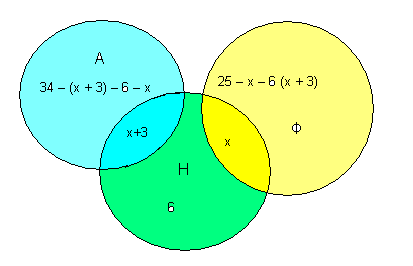 А
34 – (x + 3) – 6 – x
25 – x – 6 (x + 3)
x+3
x
Ф
Н
6